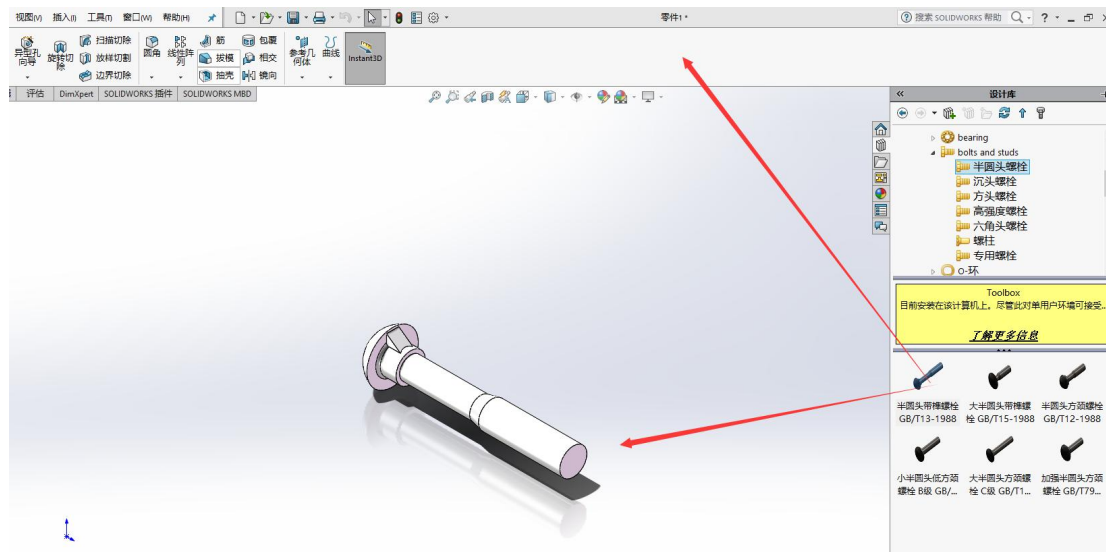 视图(V) 插入(I) 工具(T) 窗口(W) 帮助(H) 零件1 * 搜索 SOLIDWORKS 帮助
异型孔向导 旋转切除 扫描切除 放样切割 边界切除 圆角 线性阵列 筋 拔模 抽壳 包覆 相交 镜向 参考几何体 曲线 Instant3D
评估 DimXpert SOLIDWORKS 插件 SOLIDWORKS MBD
设计库
bearing
bolts and studs
半圆头螺栓
沉头螺栓
方头螺栓
高强度螺栓
六角头螺栓
螺柱
专用螺栓
O-环
Toolbox
目前安装在该计算机上。尽管此对单用户环境可接受...
了解更多信息
半圆头带榫螺栓 大半圆头带榫螺 半圆头方颈螺栓
GB/T13-1988 栓 GB/T15-1988 GB/T12-1988
小半圆头低方颈 大半圆头方颈螺 加强半圆头方颈
螺栓 B级 GB/... 栓 C级 GB/T1... 螺栓 GB/T79...